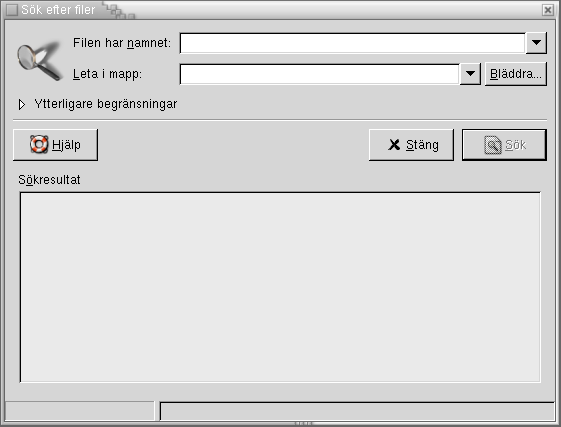 Sök efter filer
Filen har namnet:
Leta i mapp:
Bläddra...
Ytterligare begränsningar
Hjälp
Stäng
Sök
Sökresultat